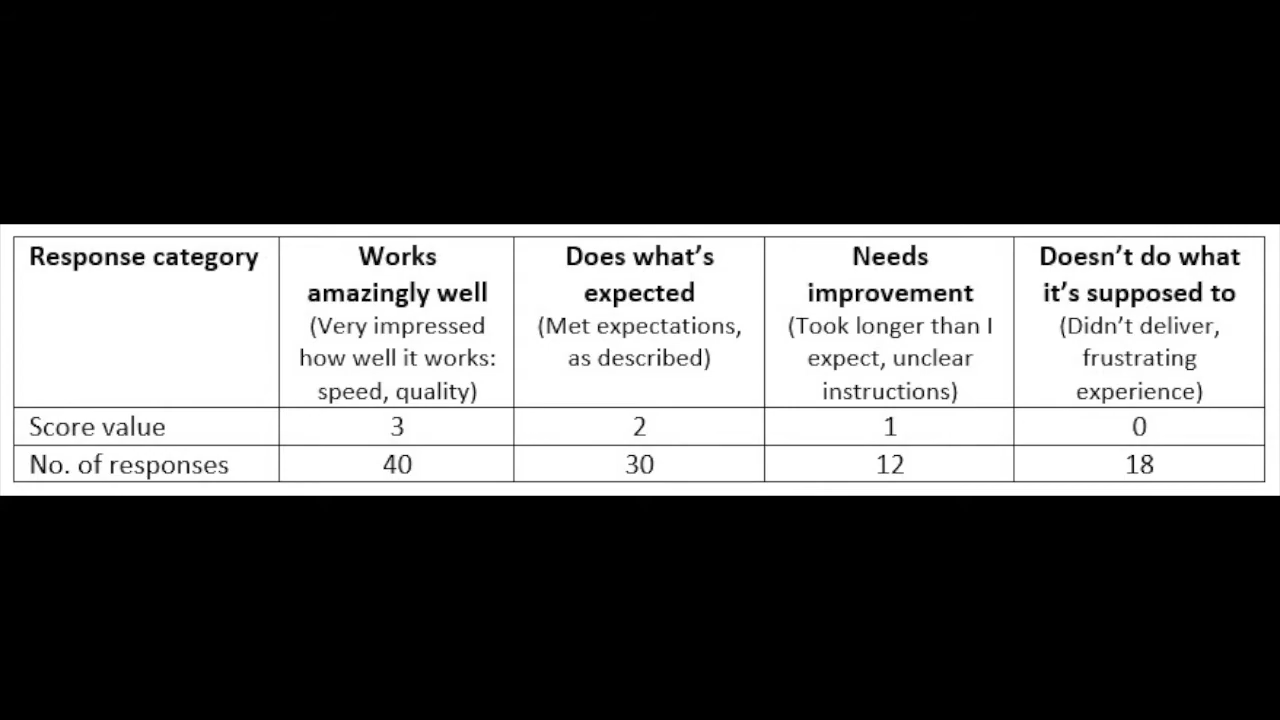 Response category
Works
amazingly well
(Very impressed
how well it works:
speed, quality)
Does what's
expected
(Met expectations,
as described)
Needs
improvement
(Took longer than I
expect, unclear
instructions)
Doesn't do what
it's supposed to
(Didn't deliver,
frustrating
experience)
Score value 3 2 1 0
No. of responses 40 30 12 18